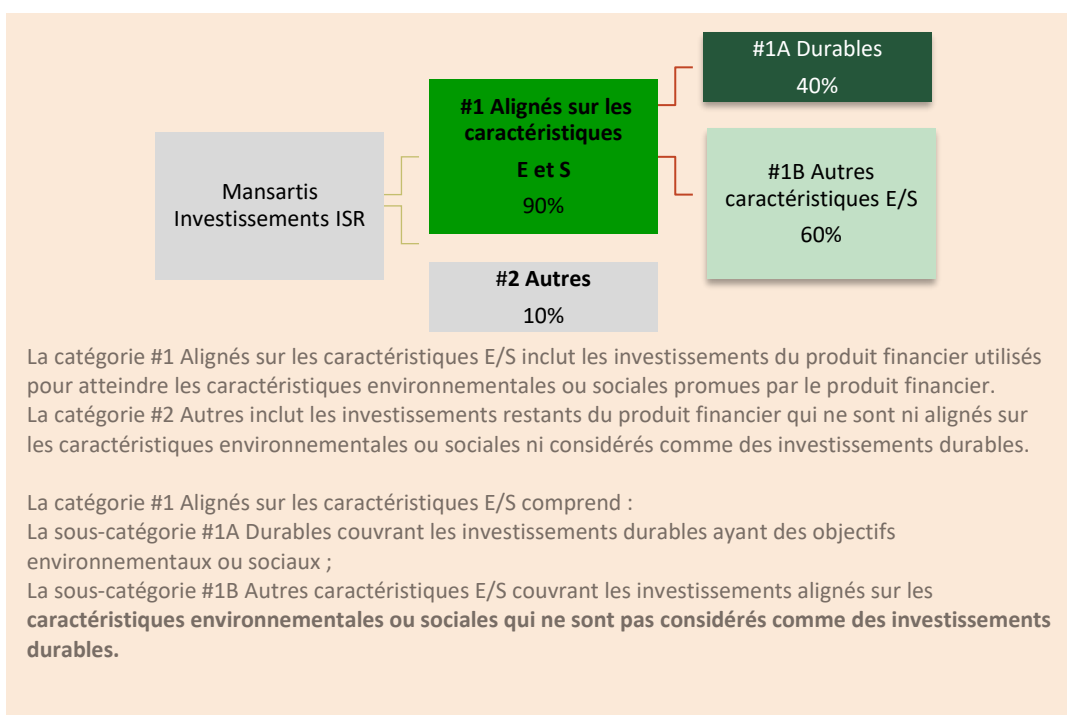 #1A Durables
40%
#1 Alignés sur les
caractéristiques
E et S
90%
Mansartis
Investissements ISR
#1B Autres
caractéristiques E/S
60%
#2 Autres
10%
La catégorie #1 Alignés sur les caractéristiques E/S inclut les investissements du produit financier utilisés
pour atteindre les caractéristiques environnementales ou sociales promues par le produit financier.
La catégorie #2 Autres inclut les investissements restants du produit financier qui ne sont ni alignés sur
les caractéristiques environnementales ou sociales ni considérés comme des investissements durables.
La catégorie #1 Alignés sur les caractéristiques E/S comprend :
La sous-catégorie #1A Durables couvrant les investissements durables ayant des objectifs
environnementaux ou sociaux ;
La sous-catégorie #1B Autres caractéristiques E/S couvrant les investissements alignés sur les
caractéristiques environnementales ou sociales qui ne sont pas considérés comme des investissements
durables.